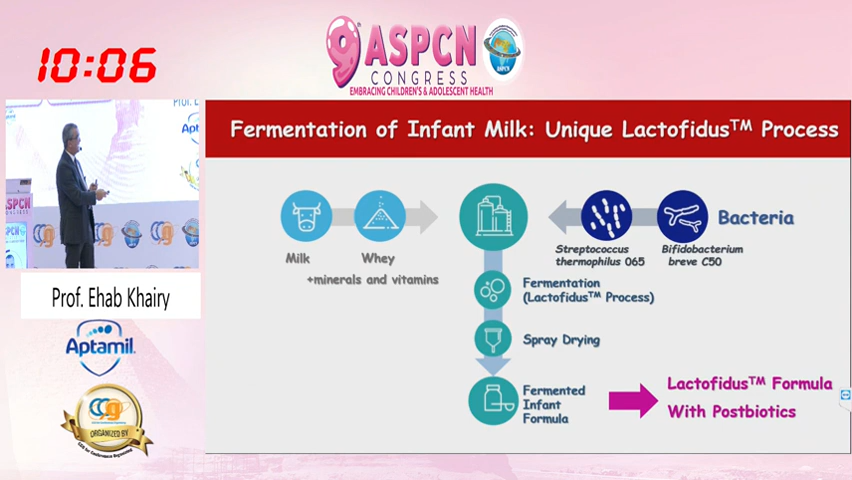 10:06
9 ASPCN
CONGRESS
EMBRACING CHILDREN'S & ADOLESCENT HEALTH
ASPCN
Fermentation of Infant Milk: Unique Lactofidus™ Process
Milk
Whey
+minerals and vitamins
Bacteria
Streptococcus
thermophilus 065
Bifidobacterium
breve C50
Fermentation
(Lactofidus™ Process)
Spray Drying
Fermented
Infant
Formula
Lactofidus™ Formula
With Postbiotics
Prof. Ehab Khairy
Aptamil
CCg
ORGANIZED BY